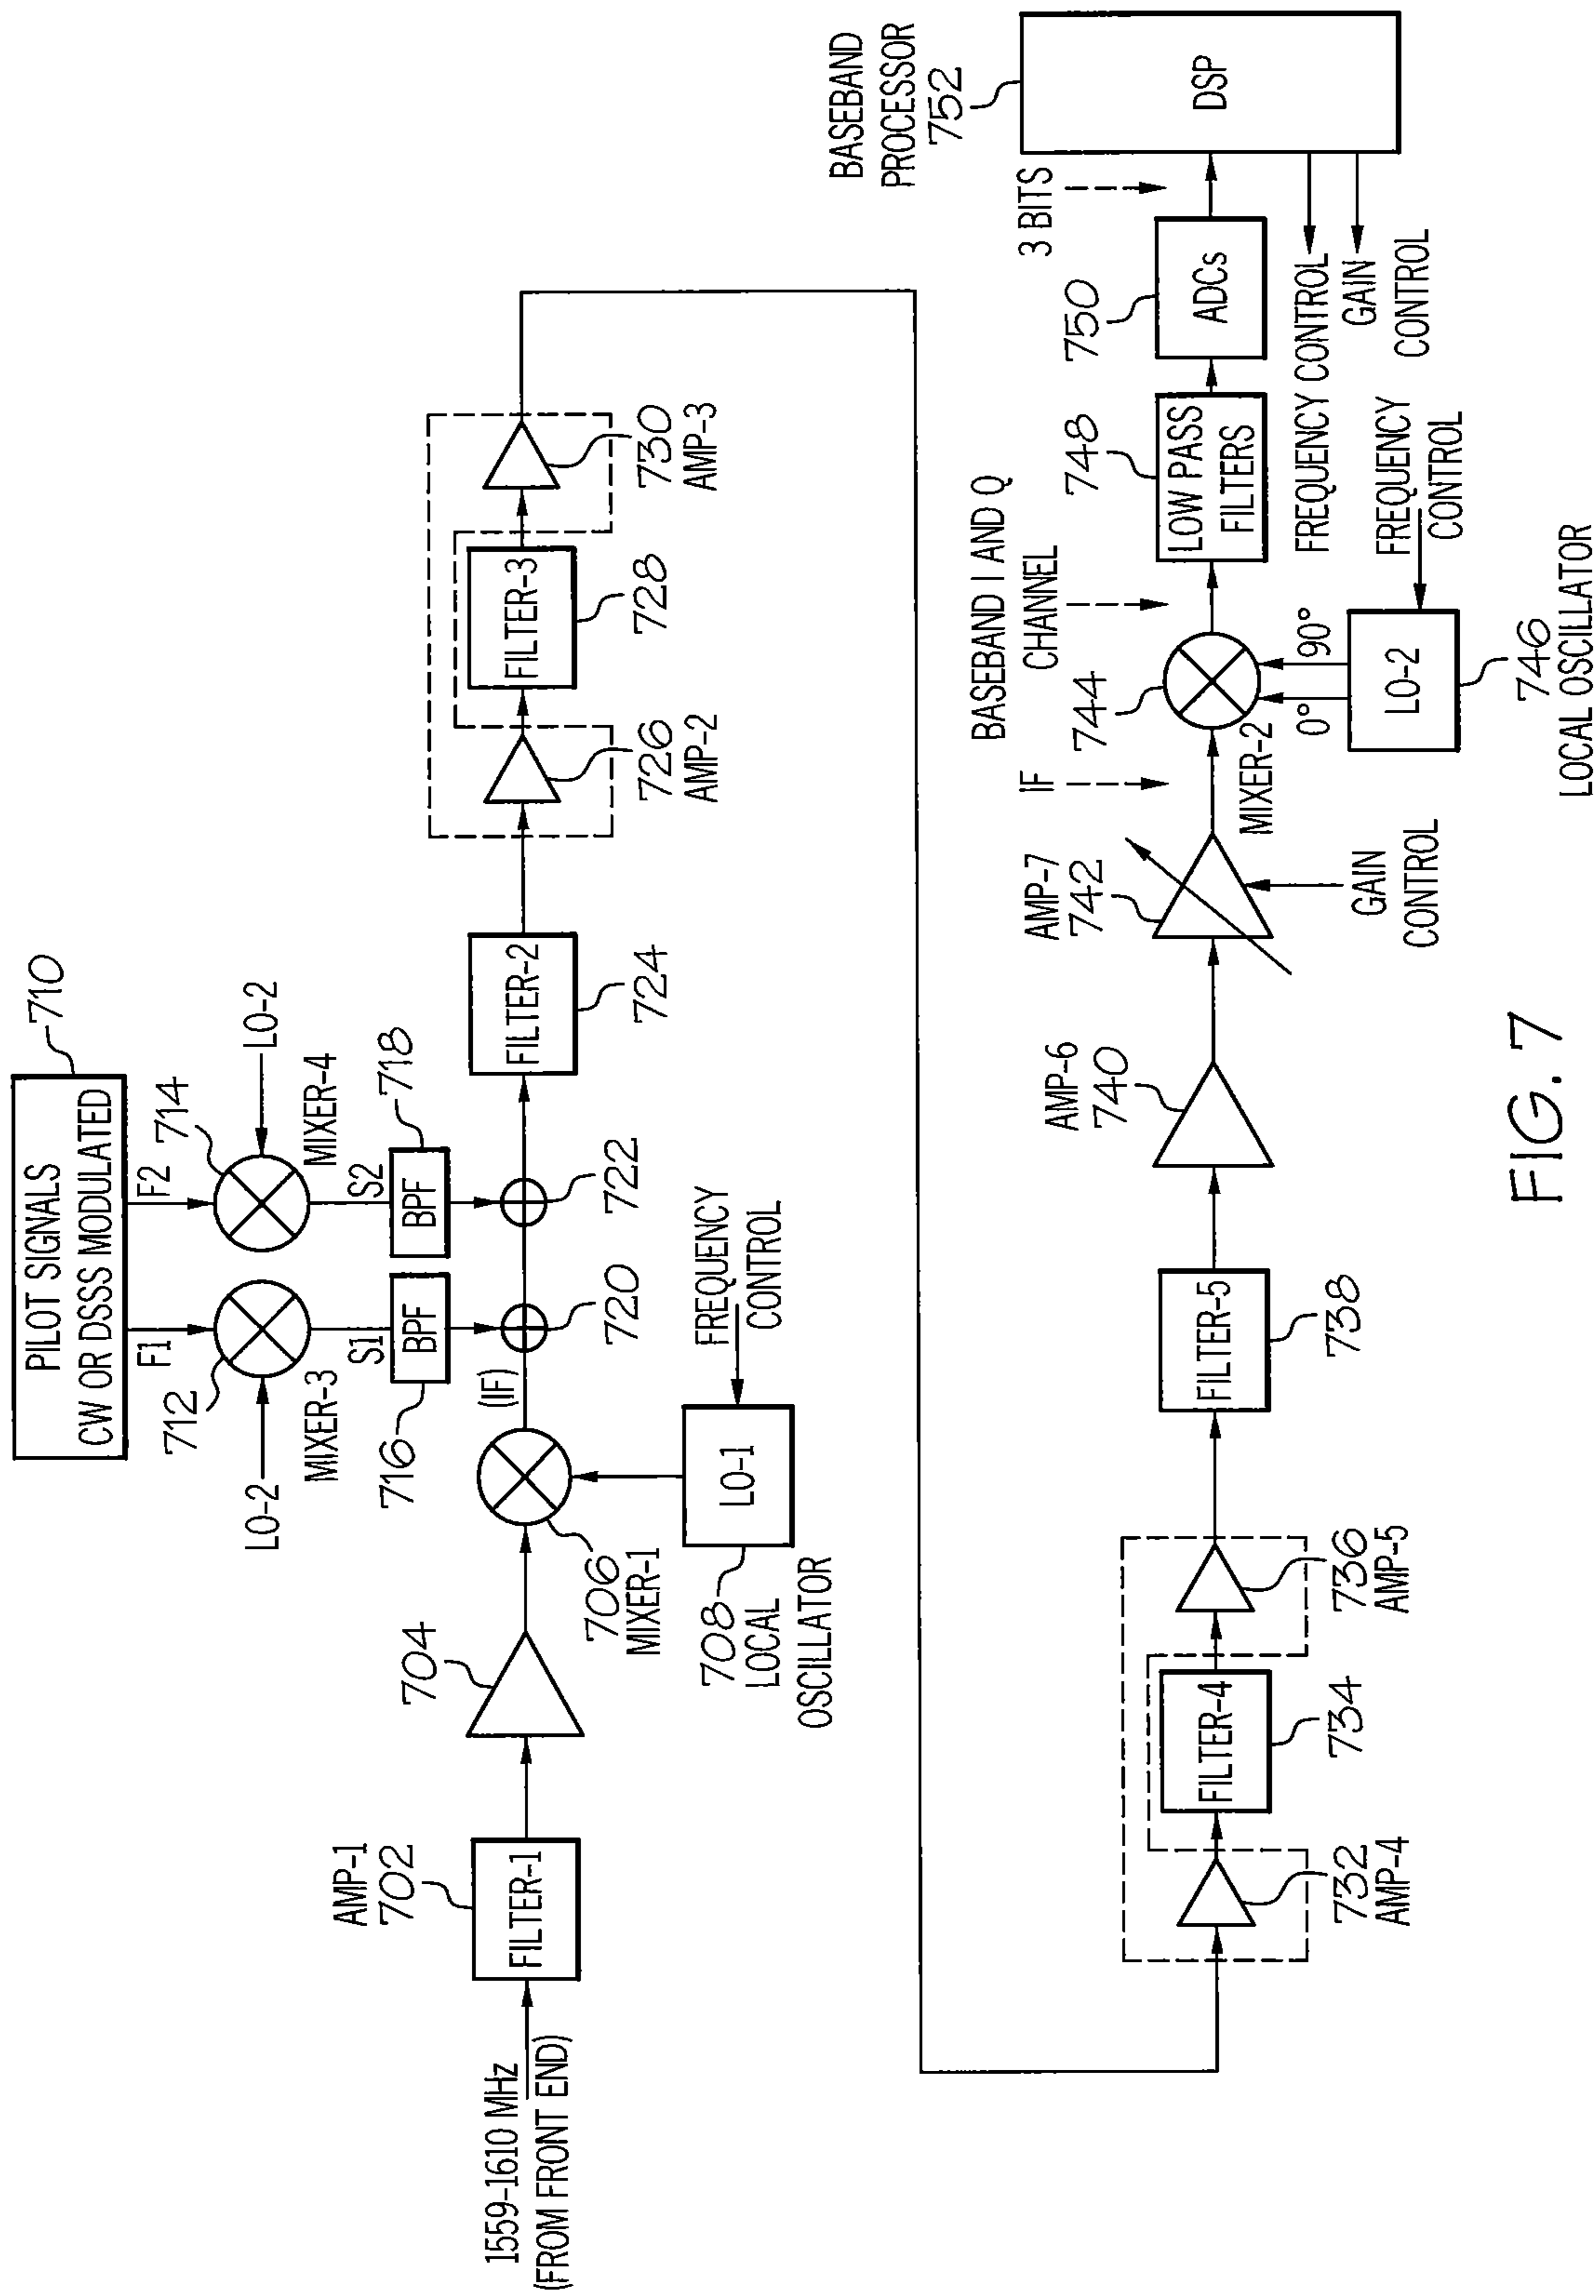 PILOT SIGNALS
CW OR DSSS MODULATED
710
F1
F2
712
714
LO-2
LO-2
MIXER-3
MIXER-4
S1
S2
716
BPF
BPF
718
1559-1610 MHz
(FROM FRONT END)
AMP-1
702
FILTER-1
704
706
MIXER-1
(IF)
720
722
LO-1
708
LOCAL
OSCILLATOR
FREQUENCY
CONTROL
FILTER-2
724
726
AMP-2
FILTER-3
728
730
AMP-3
732
AMP-4
FILTER-4
734
736
AMP-5
FILTER-5
738
AMP-6
740
AMP-7
742
GAIN
CONTROL
IF
744
MIXER-2
BASEBAND I AND Q
CHANNEL
0°
90°
LO-2
746
LOCAL OSCILLATOR
FREQUENCY
CONTROL
748
LOW PASS
FILTERS
750
ADCs
3 BITS
BASEBAND
PROCESSOR
752
DSP
FREQUENCY CONTROL
GAIN
CONTROL
FIG. 7